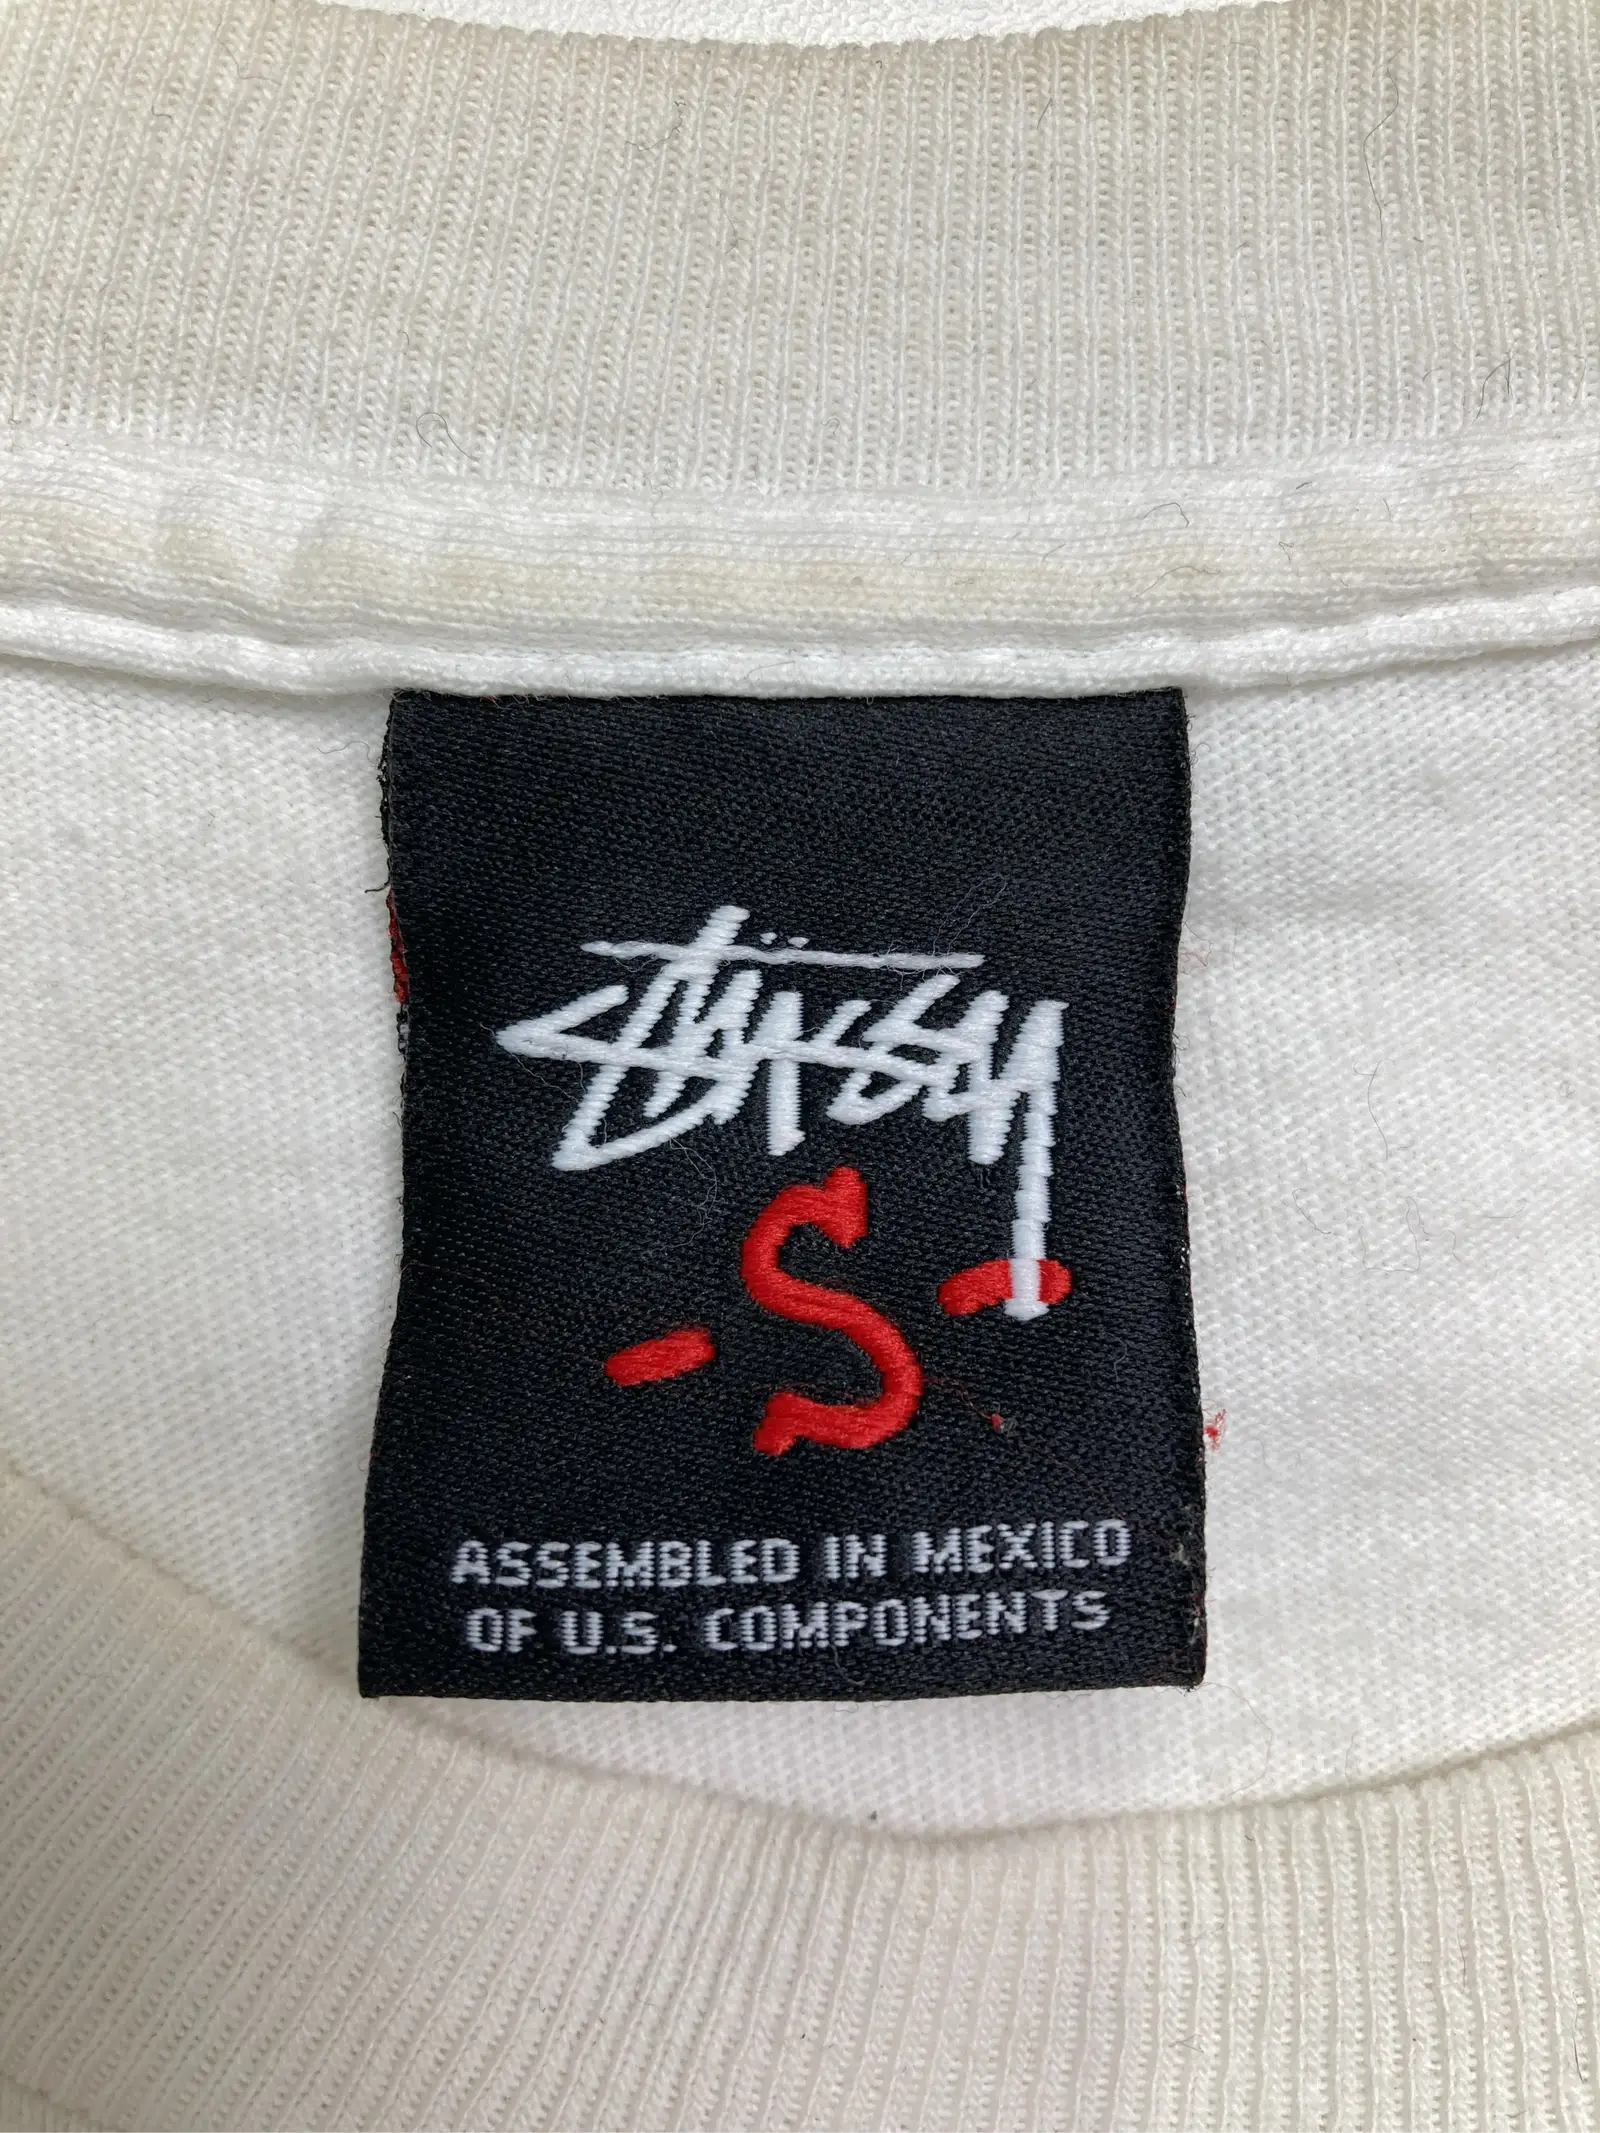 Stüssy
-S-
ASSEMBLED IN MEXICO
OF U.S. COMPONENTS